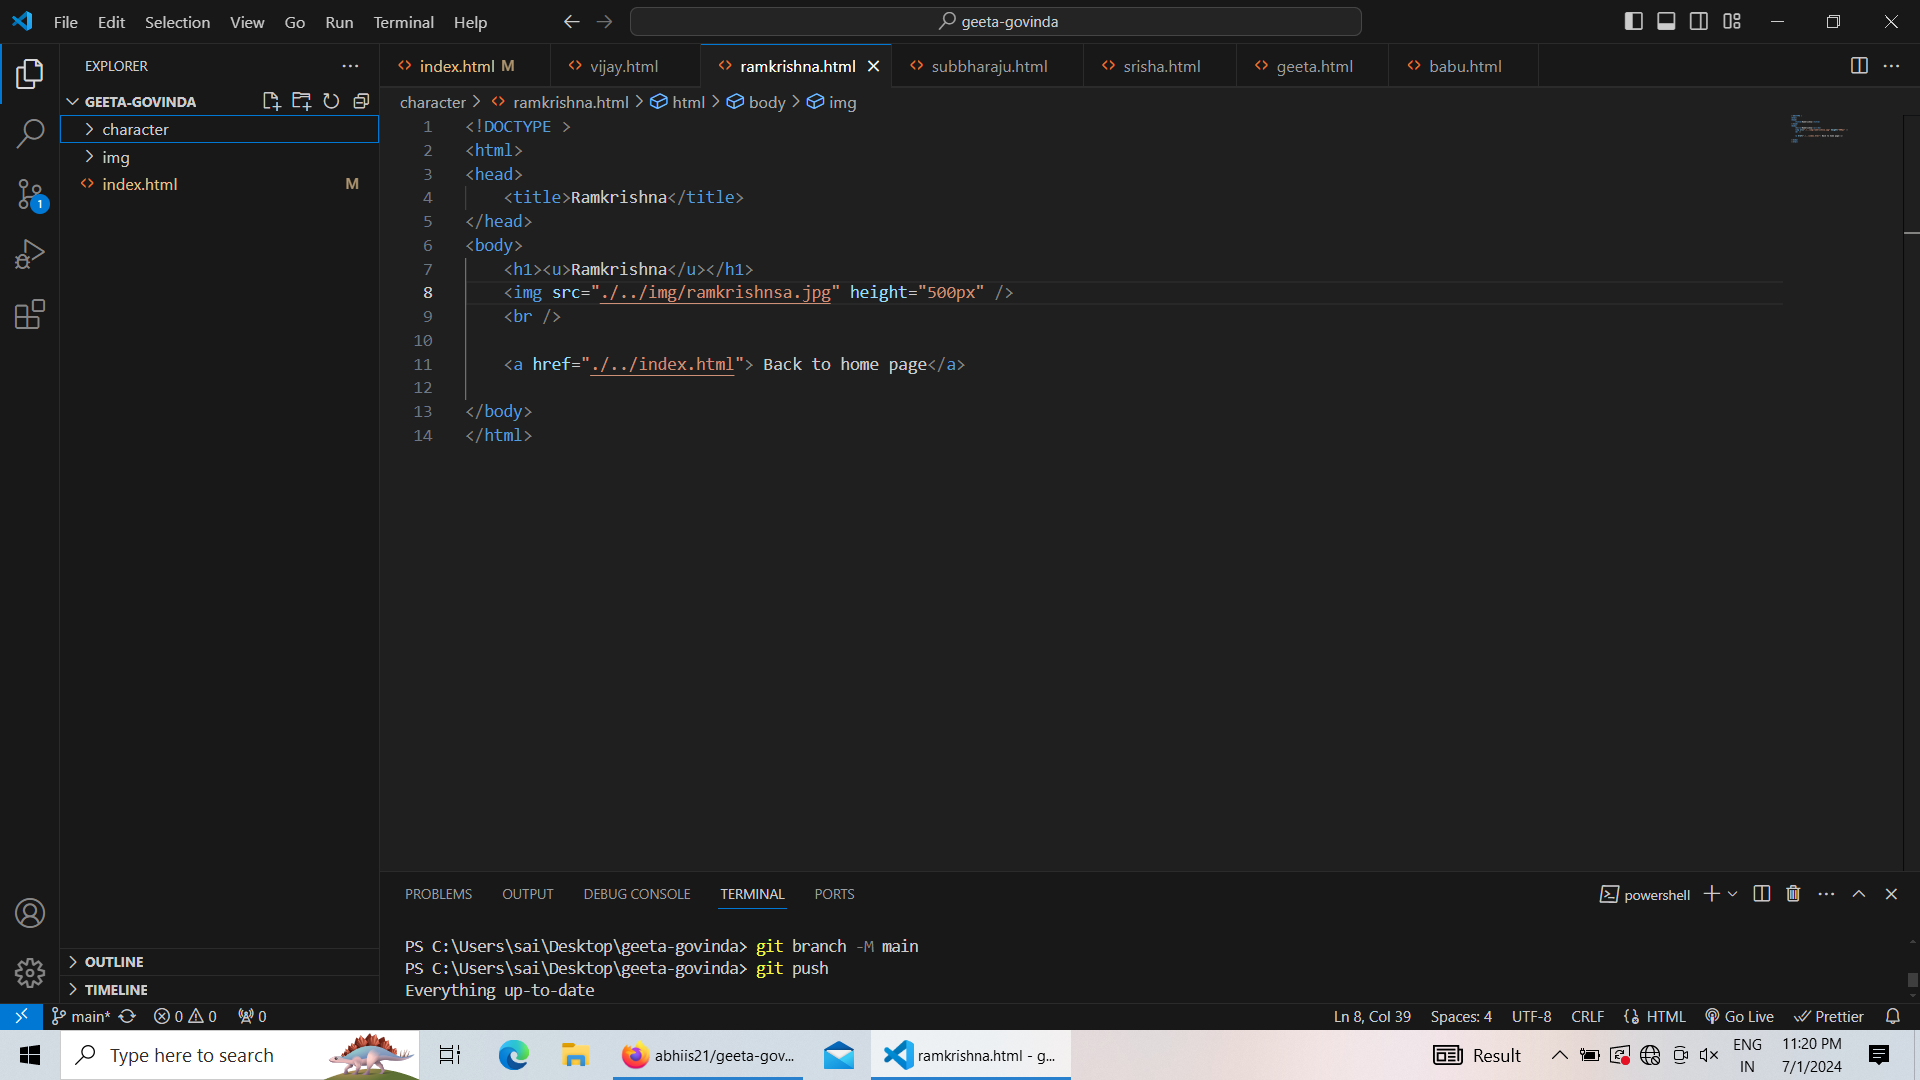 File Edit Selection View Go Run Terminal Help
geeta-govinda
EXPLORER
GEETA-GOVINDA
character
img
index.html M
1
OUTLINE
TIMELINE
index.html M vijay.html ramkrishna.html subbharaju.html srisha.html geeta.html babu.html
character > ramkrishna.html > html > body > img
1 <!DOCTYPE >
2 <html>
3 <head>
4 <title>Ramkrishna</title>
5 </head>
6 <body>
7 <h1><u>Ramkrishna</u></h1>
8 <img src="./../img/ramkrishnsa.jpg" height="500px" />
9 <br />
10
11 <a href="./../index.html"> Back to home page</a>
12
13 </body>
14 </html>
PROBLEMS OUTPUT DEBUG CONSOLE TERMINAL PORTS
powershell
PS C:\Users\sai\Desktop\geeta-govinda> git branch -M main
PS C:\Users\sai\Desktop\geeta-govinda> git push
Everything up-to-date
main* 0 0 0
Ln 8, Col 39 Spaces: 4 UTF-8 CRLF HTML Go Live Prettier
Type here to search
abhiis21/geeta-gov...
ramkrishna.html - g...
Result
ENG
IN
11:20 PM
7/1/2024